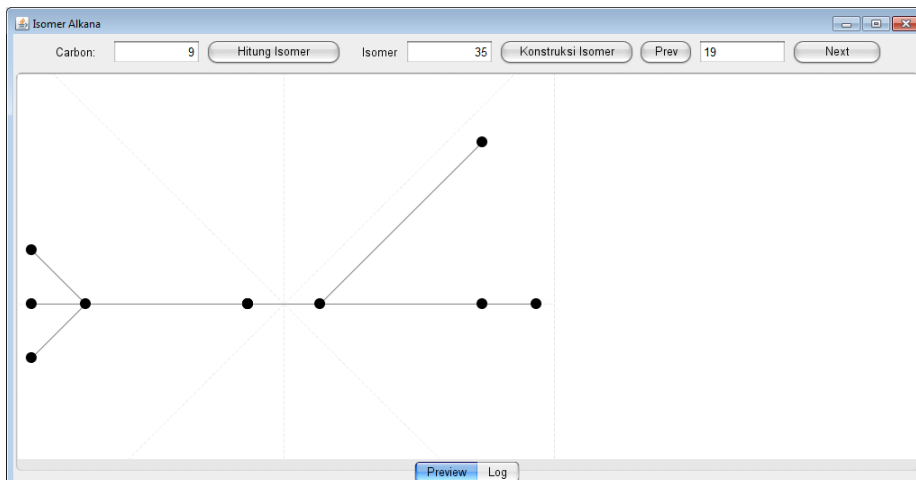 Isomer Alkana
Carbon: 9 Hitung Isomer Isomer 35 Konstruksi Isomer Prev 19 Next
Preview Log